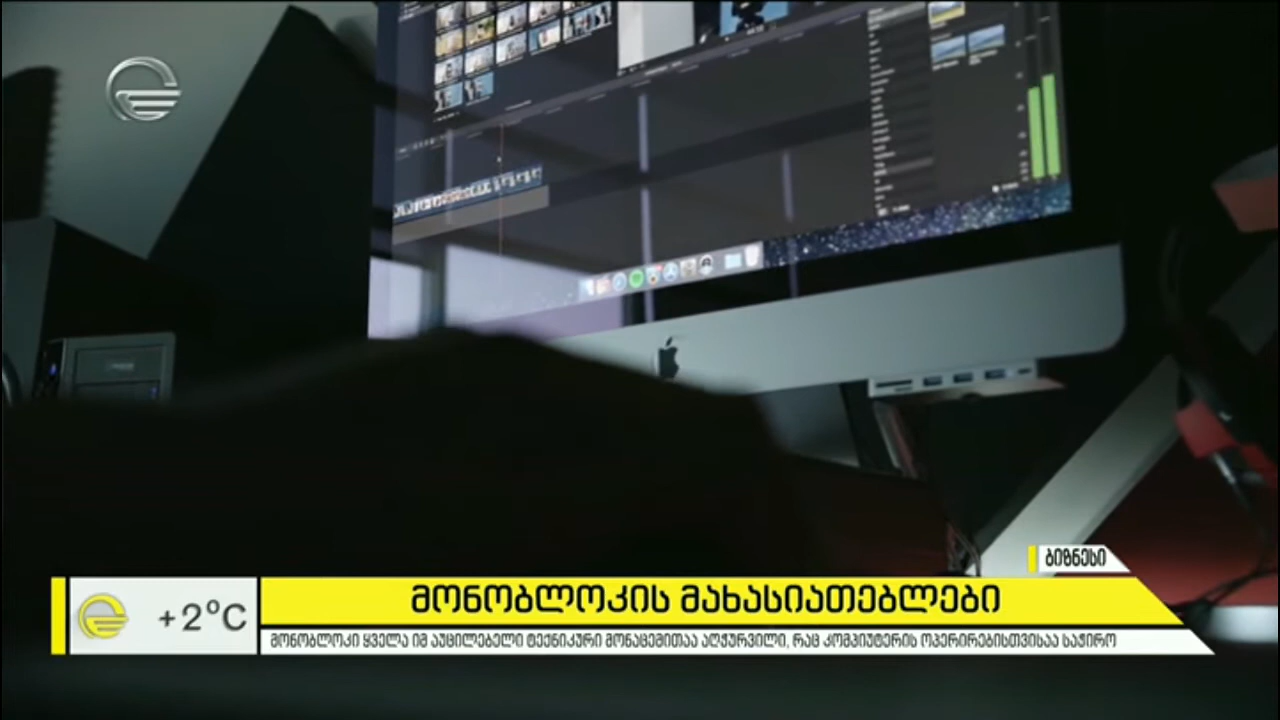 ბიზნესი
მონობლოკის მახასიათებლები
+2°C
მონობლოკი ყველა იმ აუცილებელი ტექნიკური მონაცემითაა აღჭურვილი, რაც კომპიუტერის ოპერირებისთვისაა საჭირო